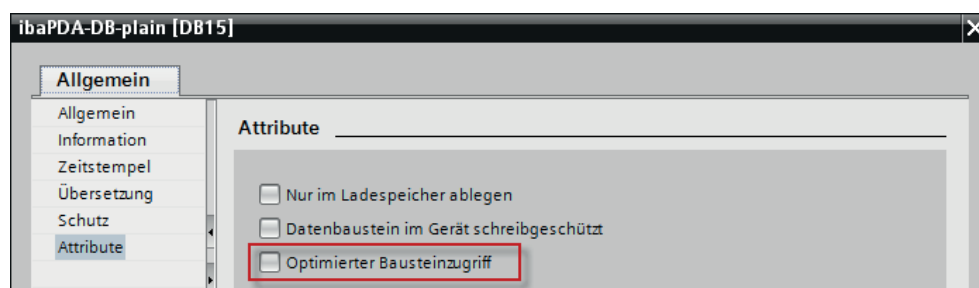 ibaPDA-DB-plain [DB15]
Allgemein
Allgemein
Information
Zeitstempel
Übersetzung
Schutz
Attribute
Attribute
Nur im Ladespeicher ablegen
Datenbaustein im Gerät schreibgeschützt
Optimierter Bausteinzugriff